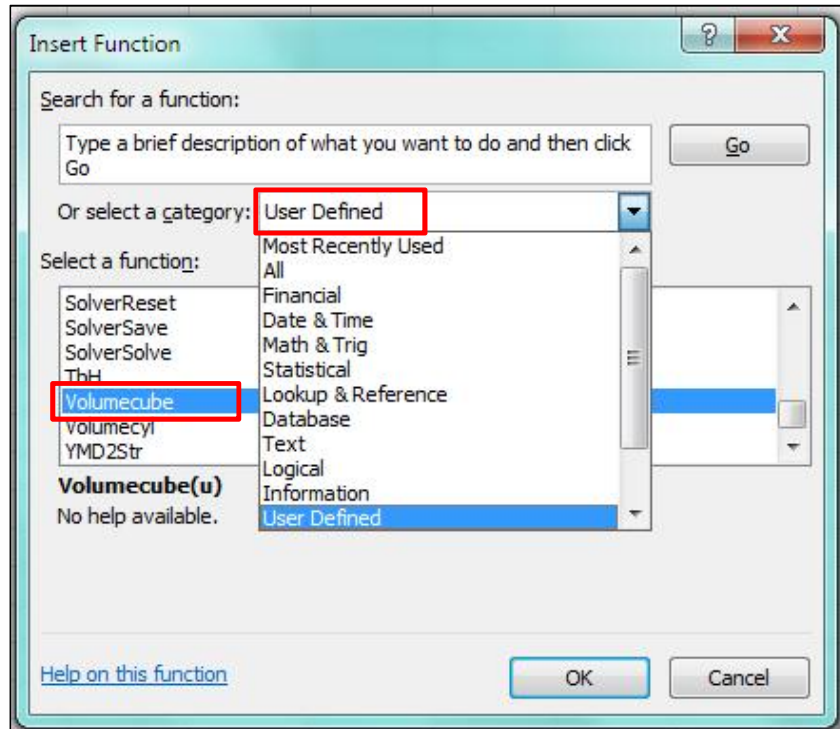 Insert Function
Search for a function:
Type a brief description of what you want to do and then click
Go
Go
Or select a category: User Defined
Most Recently Used
All
Financial
Date & Time
Math & Trig
Statistical
Lookup & Reference
Database
Text
Logical
Information
User Defined
Select a function:
SolverReset
SolverSave
SolverSolve
TbH
Volumecube
Volumecyl
YMD2Str
Volumecube(u)
No help available.
Help on this function
OK
Cancel